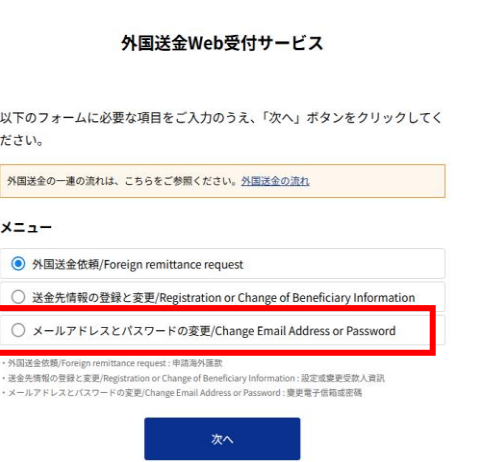 外国送金Web受付サービス
以下のフォームに必要な項目をご入力のうえ、「次へ」ボタンをクリックしてく
ださい。
外国送金の一連の流れは、こちらをご参照ください。外国送金の流れ
メニュー
外国送金依頼/Foreign remittance request
送金先情報の登録と変更/Registration or Change of Beneficiary Information
メールアドレスとパスワードの変更/Change Email Address or Password
・外国送金依頼/Foreign remittance request : 申請海外匯款
・送金先情報の登録と変更/Registration or Change of Beneficiary Information : 設定或變更受款人資訊
・メールアドレスとパスワードの変更/Change Email Address or Password : 變更電子信箱或密碼
次へ